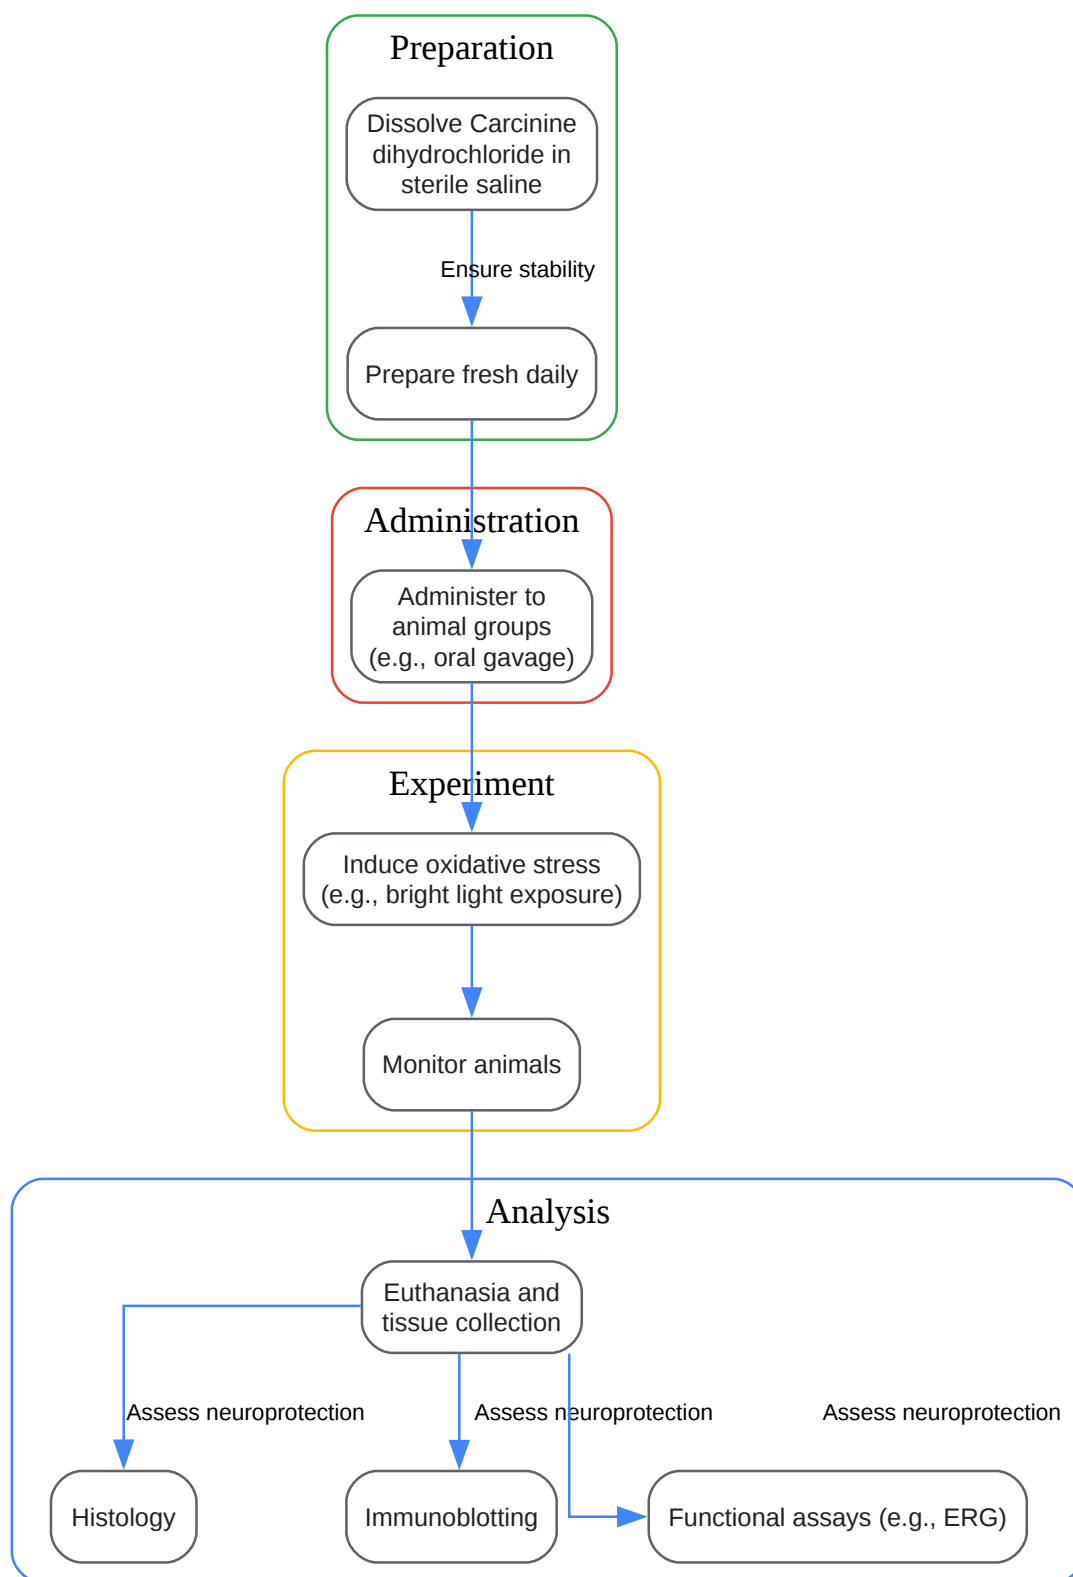 Preparation
Dissolve Carcinine
dihydrochloride in
sterile saline
Ensure stability
Prepare fresh daily
Administration
Administer to
animal groups
(e.g., oral gavage)
Experiment
Induce oxidative stress
(e.g., bright light exposure)
Monitor animals
Analysis
Euthanasia and
tissue collection
Assess neuroprotection
Assess neuroprotection
Assess neuroprotection
Histology
Immunoblotting
Functional assays (e.g., ERG)